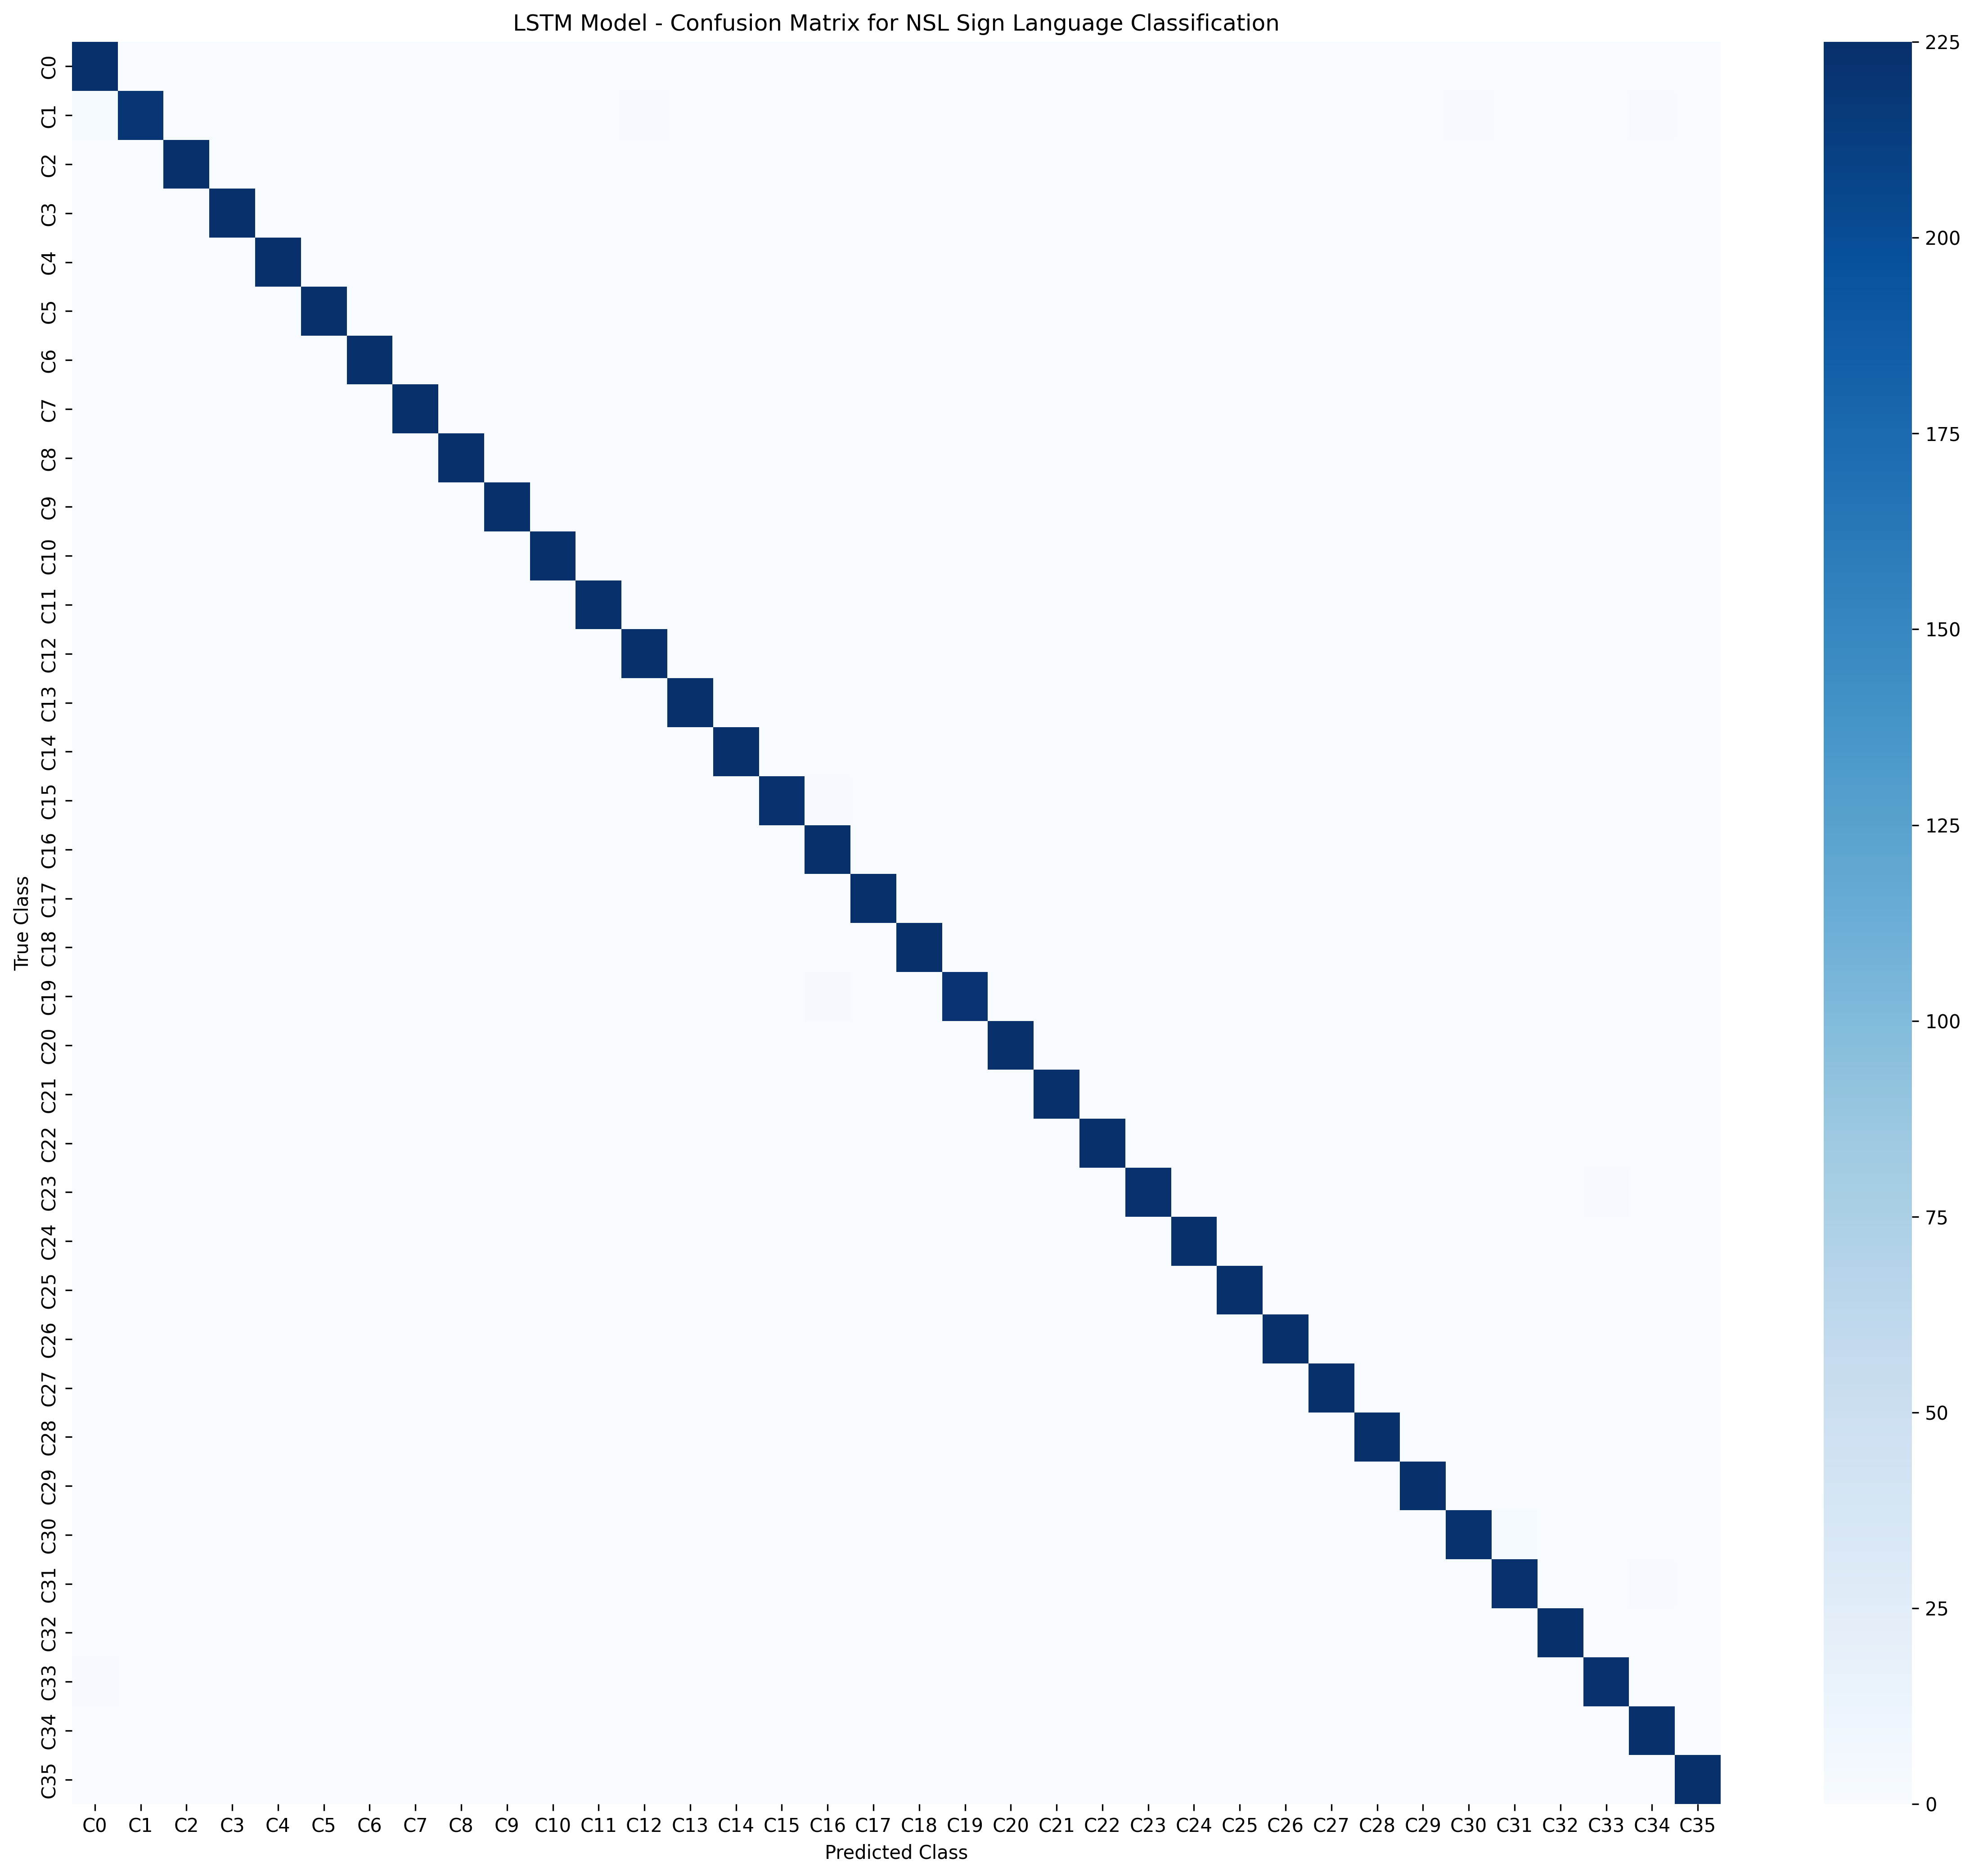 LSTM Model - Confusion Matrix for NSL Sign Language Classification
True Class
C0
C1
C2
C3
C4
C5
C6
C7
C8
C9
C10
C11
C12
C13
C14
C15
C16
C17
C18
C19
C20
C21
C22
C23
C24
C25
C26
C27
C28
C29
C30
C31
C32
C33
C34
C35
C0 C1 C2 C3 C4 C5 C6 C7 C8 C9 C10 C11 C12 C13 C14 C15 C16 C17 C18 C19 C20 C21 C22 C23 C24 C25 C26 C27 C28 C29 C30 C31 C32 C33 C34 C35
Predicted Class
225
200
175
150
125
100
75
50
25
0